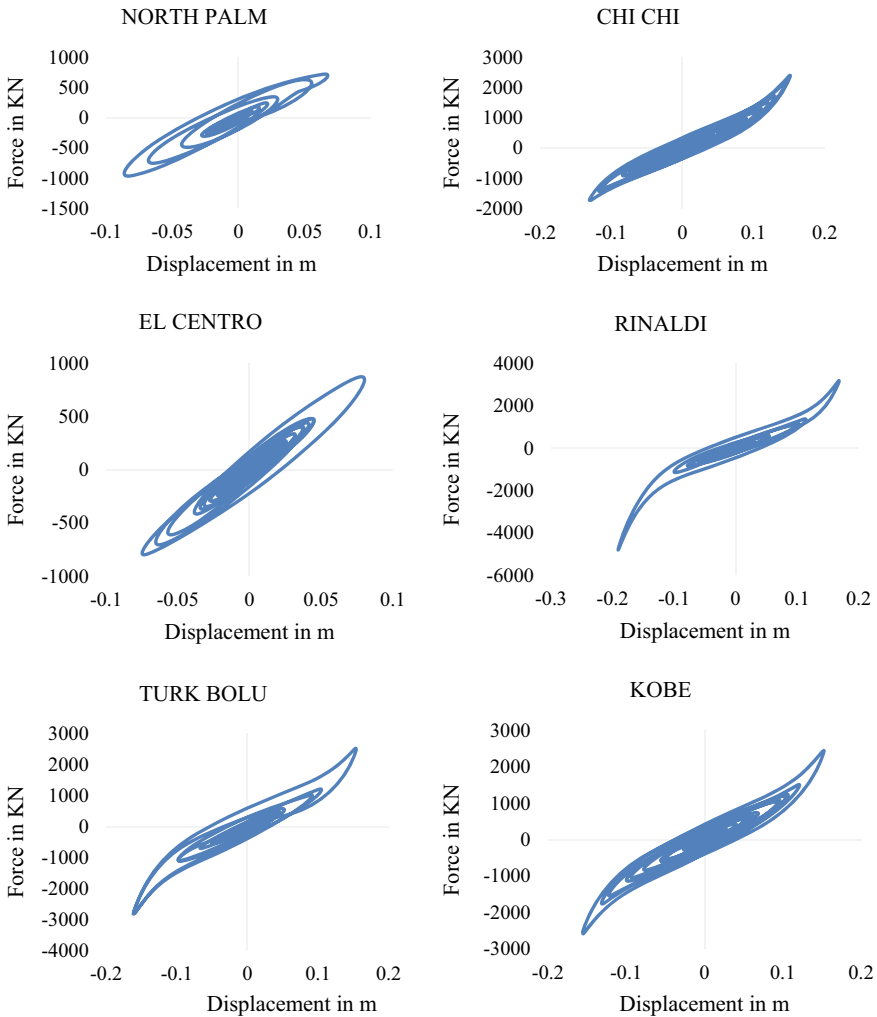 NORTH PALM
Force in KN
1000
500
0
-500
-1000
-1500
-0.1 -0.05 0 0.05 0.1
Displacement in m
CHI CHI
Force in KN
3000
2000
1000
0
-1000
-2000
-0.2 -0.1 0 0.1 0.2
Displacement in m
EL CENTRO
Force in KN
1000
500
0
-500
-1000
-0.1 -0.05 0 0.05 0.1
Displacement in m
RINALDI
Force in KN
4000
2000
0
-2000
-4000
-6000
-0.3 -0.2 -0.1 0 0.1 0.2
Displacement in m
TURK BOLU
Force in KN
3000
2000
1000
0
-1000
-2000
-3000
-4000
-0.2 -0.1 0 0.1 0.2
Displacement in m
KOBE
Force in KN
3000
2000
1000
0
-1000
-2000
-3000
-0.2 -0.1 0 0.1 0.2
Displacement in m